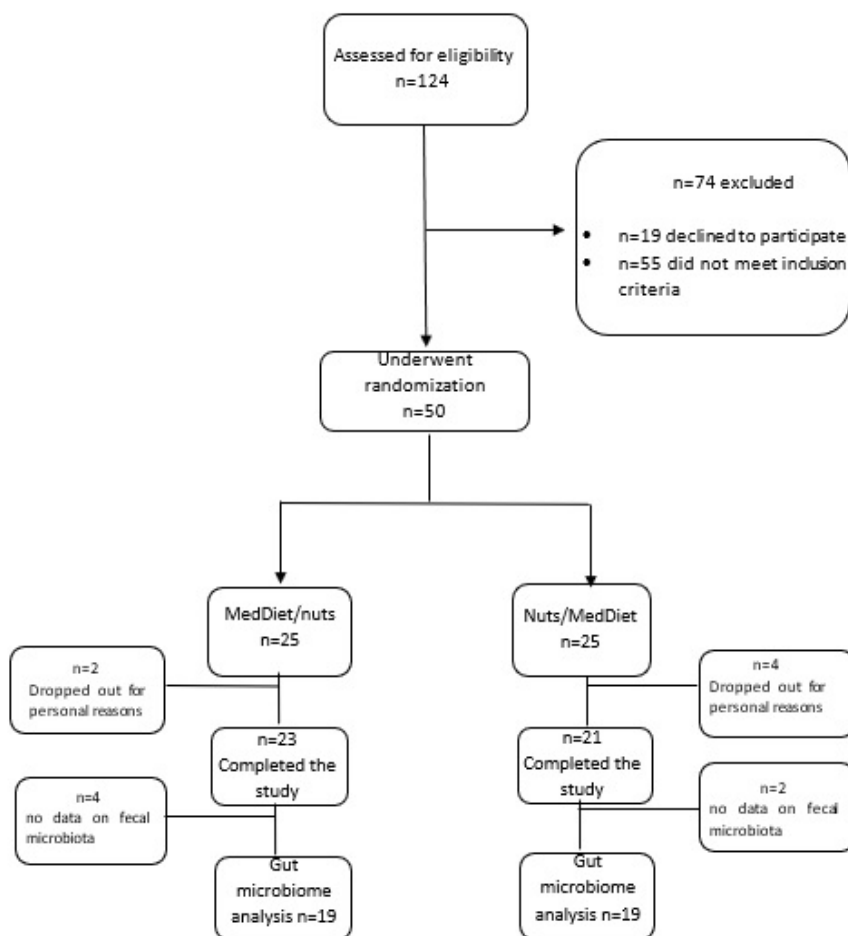 Assessed for eligibility
n=124
n=74 excluded
• n=19 declined to participate
• n=55 did not meet inclusion
criteria
Underwent
randomization
n=50
MedDiet/nuts
n=25
Nuts/MedDiet
n=25
n=2
Dropped out for
personal reasons
n=4
Dropped out for
personal reasons
n=23
Completed the
study
n=21
Completed the
study
n=4
no data on fecal
microbiota
n=2
no data on fecal
microbiota
Gut
microbiome
analysis n=19
Gut
microbiome
analysis n=19